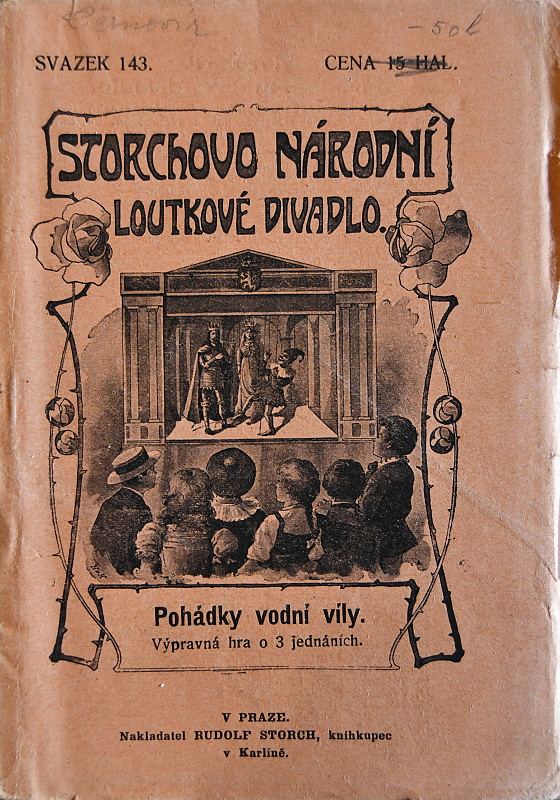 -50 h
SVAZEK 143. CENA 15 HAL.
STORCHOVO NÁRODNÍ
LOUTKOVÉ DIVADLO.
Pohádky vodní víly.
Výpravná hra o 3 jednáních.
V PRAZE.
Nakladatel RUDOLF STORCH, knihkupec
v Karlíně.